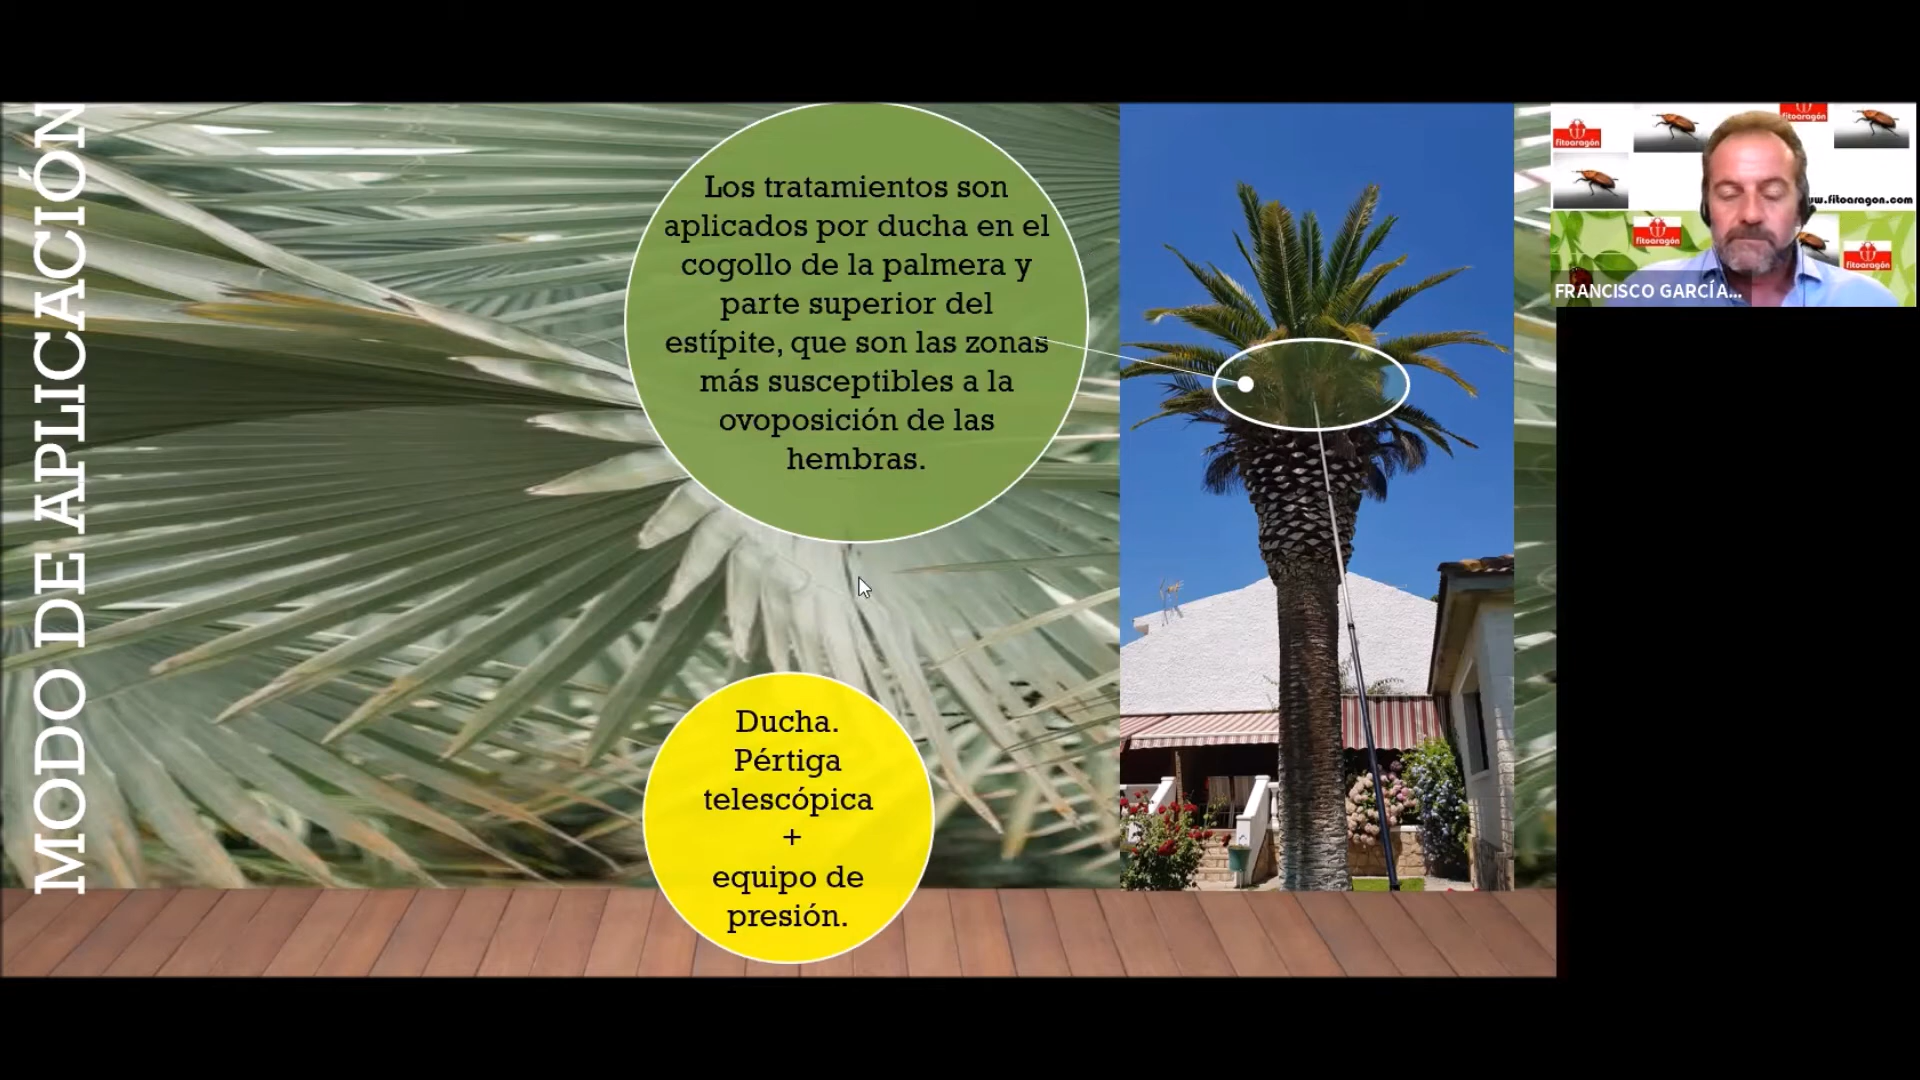 MODO DE APLICACIÓN
Los tratamientos son
aplicados por ducha en el
cogollo de la palmera y
parte superior del
estípite, que son las zonas
más susceptibles a la
ovoposición de las
hembras.
Ducha.
Pértiga
telescópica
+
equipo de
presión.
fitoaragón
fitoaragón
www.fitoaragon.com
fitoaragón
fitoaragón
FRANCISCO GARCÍA...